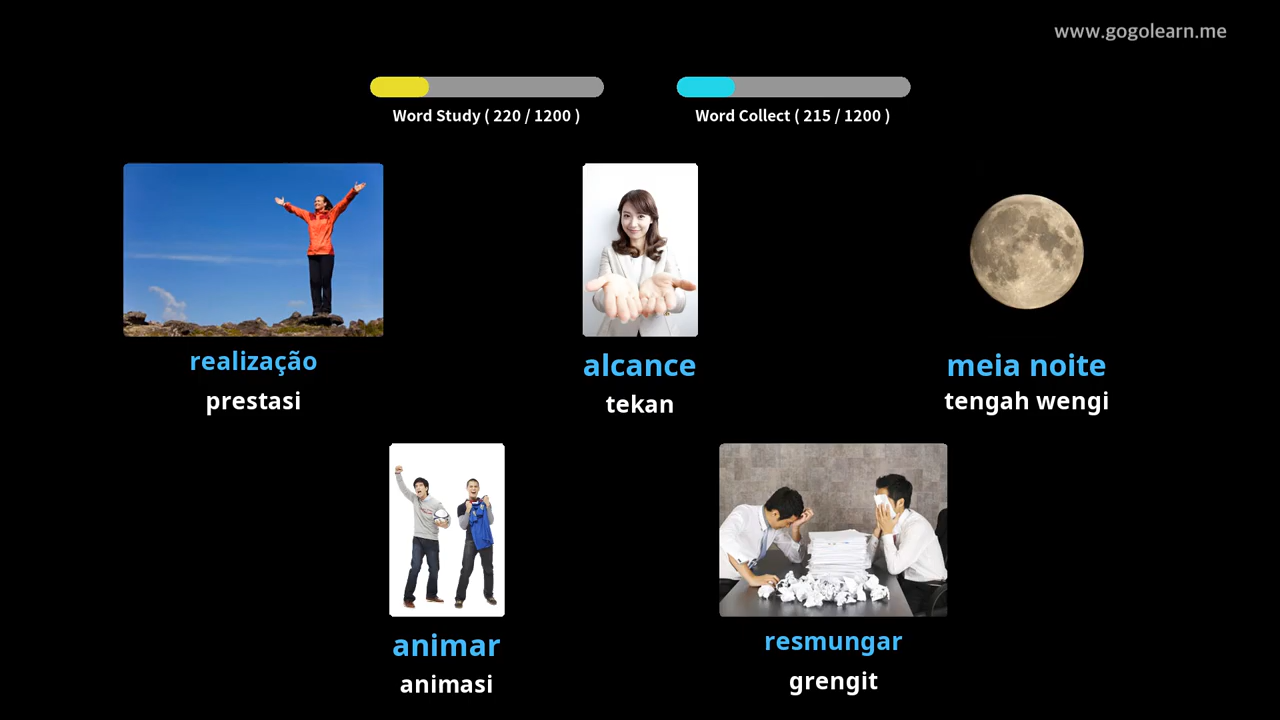 www.gogolearn.me
Word Study ( 220 / 1200 )
Word Collect ( 215 / 1200 )
realização
prestasi
alcance
tekan
meia noite
tengah wengi
animar
animasi
resmungar
grengit